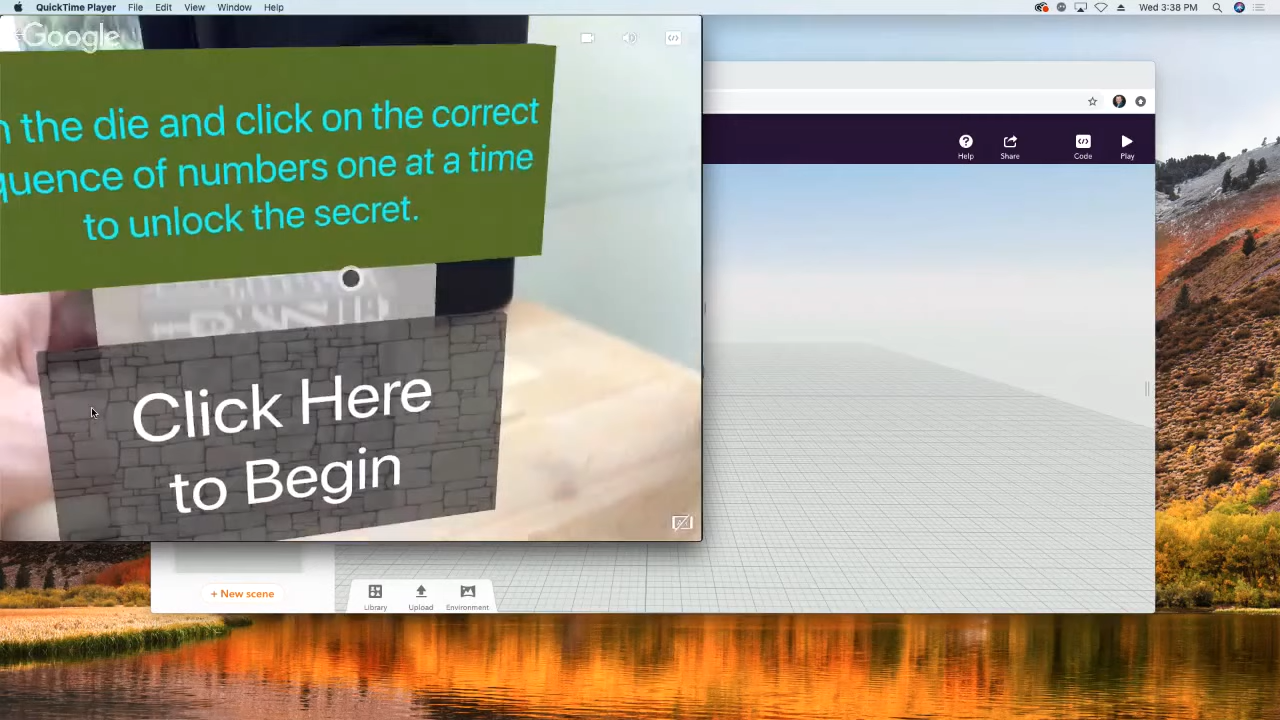 QuickTime Player File Edit View Window Help
Wed 3:38 PM
Google
the die and click on the correct
of numbers one at a time
to unlock the secret.
Click Here
to Begin
Help Share Code Play
+ New scene
Library Upload Environment